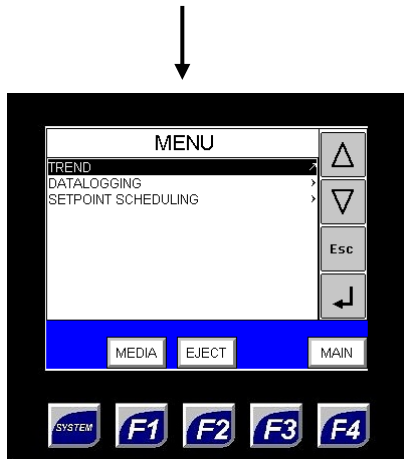 MENU
TREND
DATALOGGING
SETPOINT SCHEDULING
Esc
MEDIA EJECT MAIN
SYSTEM F1 F2 F3 F4